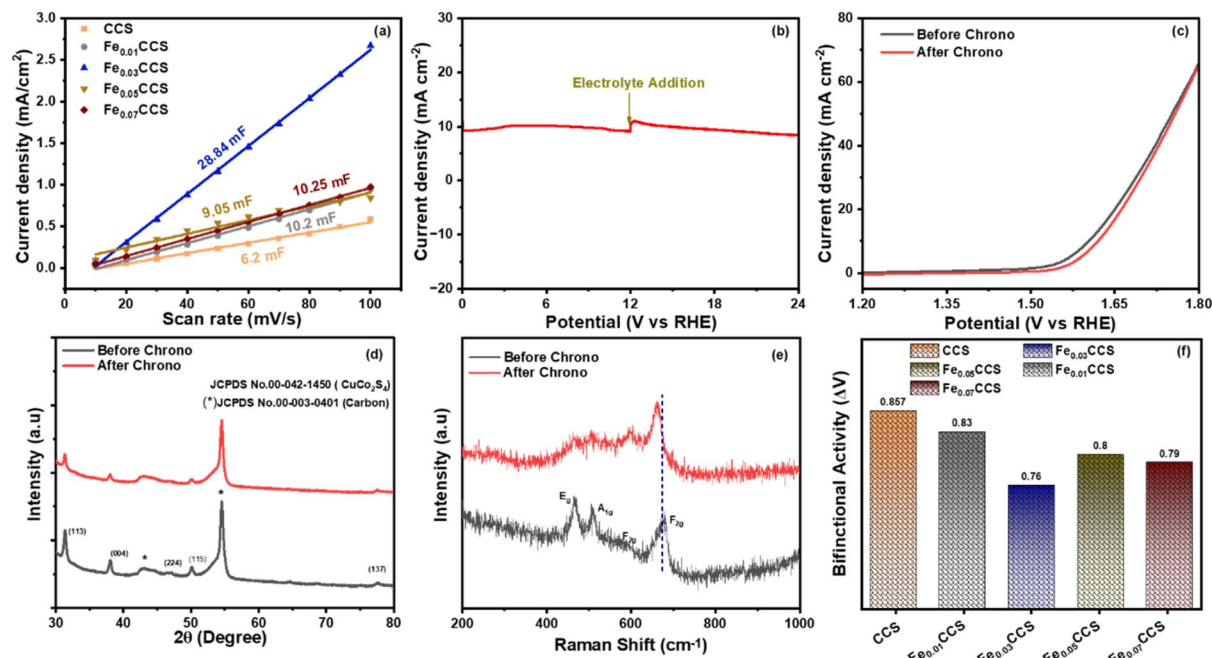 (a)
CCS
Fe0.01CCS
Fe0.03CCS
Fe0.05CCS
Fe0.07CCS
28.84 mF
9.05 mF
10.25 mF
10.2 mF
6.2 mF
Current density (mA/cm²)
3.0
2.5
2.0
1.5
1.0
0.5
0.0
0 20 40 60 80 100
Scan rate (mV/s)
(b)
Electrolyte Addition
Current density (mA cm-2)
30
20
10
0
−10
−20
−30
0 6 12 18 24
Potential (V vs RHE)
(c)
Before Chrono
After Chrono
Current density (mA cm-2)
80
60
40
20
0
1.20 1.35 1.50 1.65 1.80
Potential (V vs RHE)
(d)
Before Chrono
After Chrono
JCPDS No.00-042-1450 ( CuCo2S4)
(*)JCPDS No.00-003-0401 (Carbon)
(113)
(004)
*
(224)
(115)
*
(137)
Intensity (a.u)
30 40 50 60 70 80
2θ (Degree)
(e)
Before Chrono
After Chrono
Eg
A1g
F2g
F2g
Intensity (a.u)
200 400 600 800 1000
Raman Shift (cm-1)
(f)
CCS
Fe0.03CCS
Fe0.05CCS
Fe0.01CCS
Fe0.07CCS
0.857
0.83
0.76
0.8
0.79
Bifinctional Activity (ΔV)
CCS
Fe0.01CCS
Fe0.03CCS
Fe0.05CCS
Fe0.07CCS